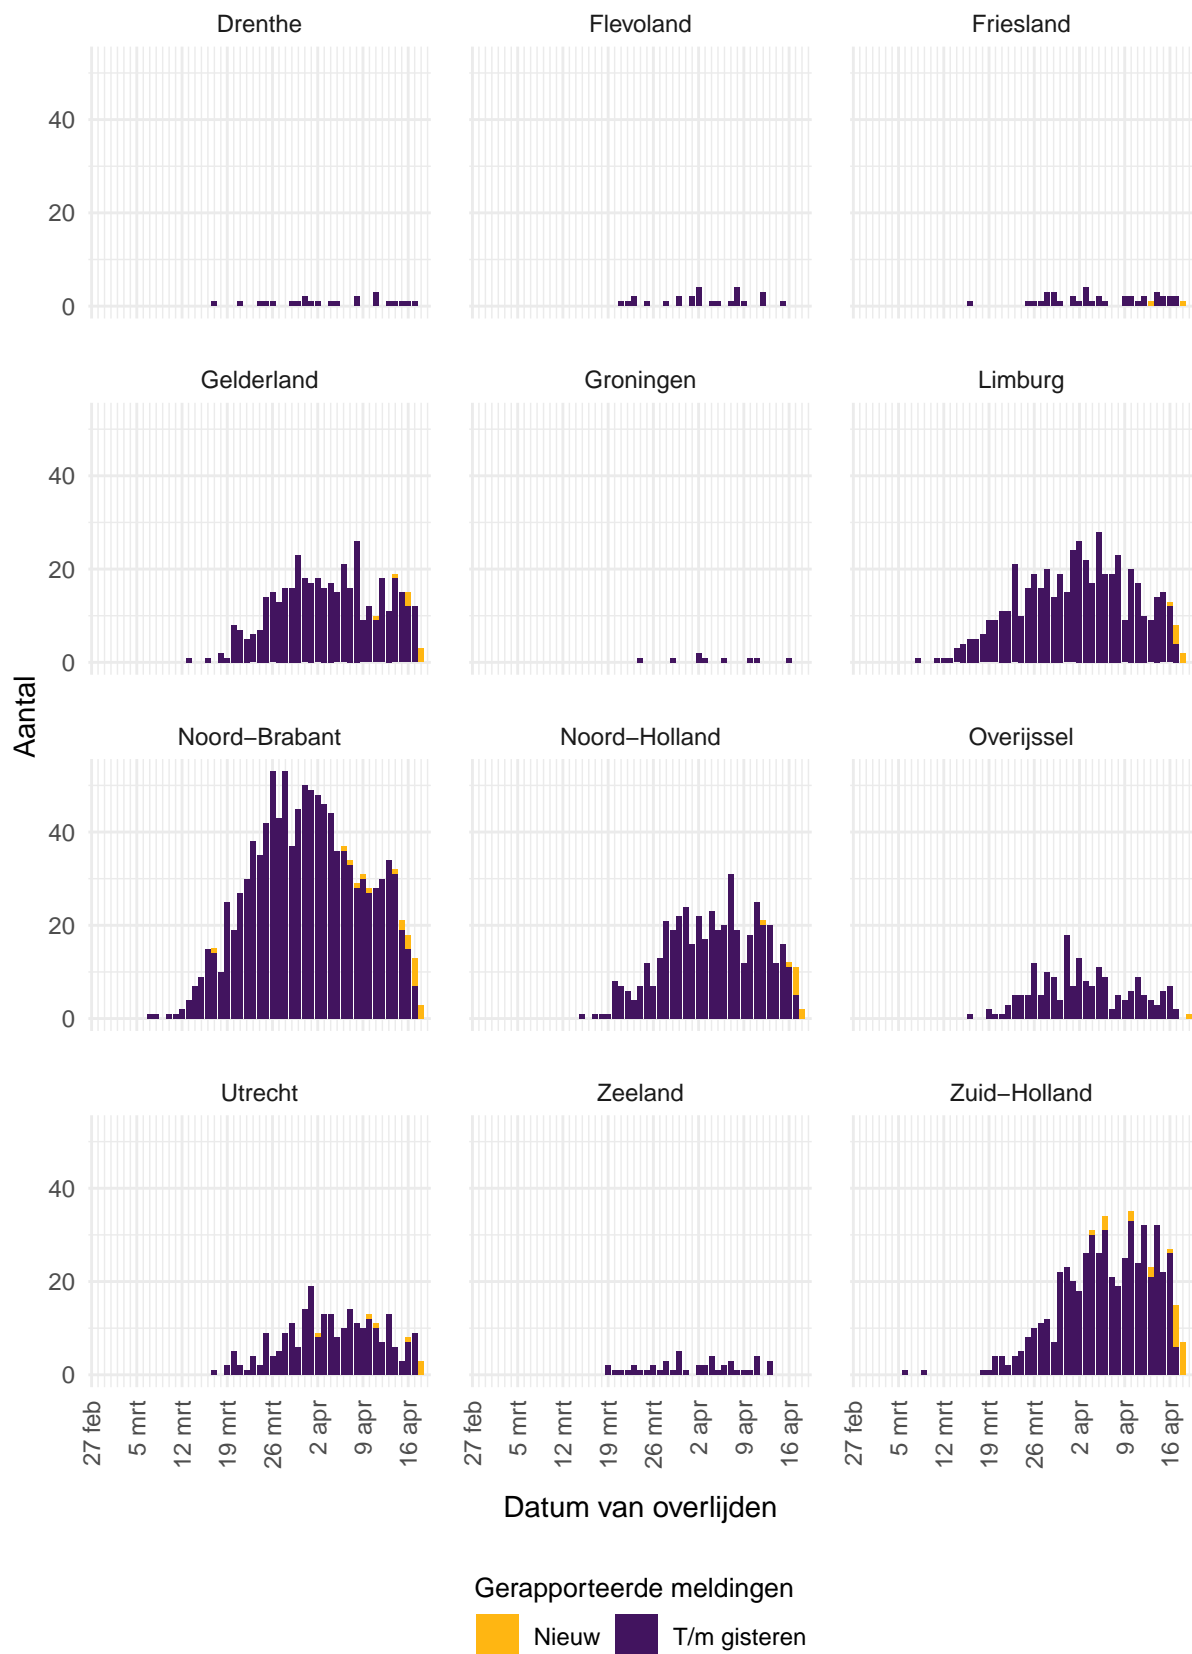 Drenthe Flevoland Friesland
40
20
0
Gelderland Groningen Limburg
40
20
0
Aantal
Noord−Brabant Noord−Holland Overijssel
40
20
0
Utrecht Zeeland Zuid−Holland
40
20
0
27 feb 5 mrt 12 mrt 19 mrt 26 mrt 2 apr 9 apr 16 apr 27 feb 5 mrt 12 mrt 19 mrt 26 mrt 2 apr 9 apr 16 apr 27 feb 5 mrt 12 mrt 19 mrt 26 mrt 2 apr 9 apr 16 apr
Datum van overlijden
Gerapporteerde meldingen
Nieuw T/m gisteren